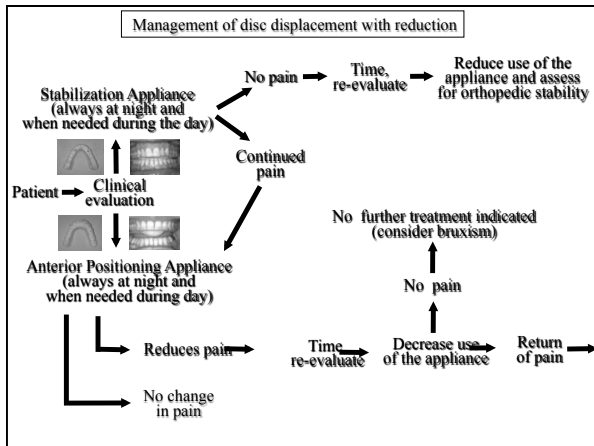 Management of disc displacement with reduction
No pain
Time,
re-evaluate
Reduce use of the
appliance and assess
for orthopedic stability
Stabilization Appliance
(always at night and
when needed during the day)
Continued
pain
Patient
Clinical
evaluation
Anterior Positioning Appliance
(always at night and
when needed during day)
No further treatment indicated
(consider bruxism)
No pain
Reduces pain
Time
re-evaluate
Decrease use
of the appliance
Return
of pain
No change
in pain